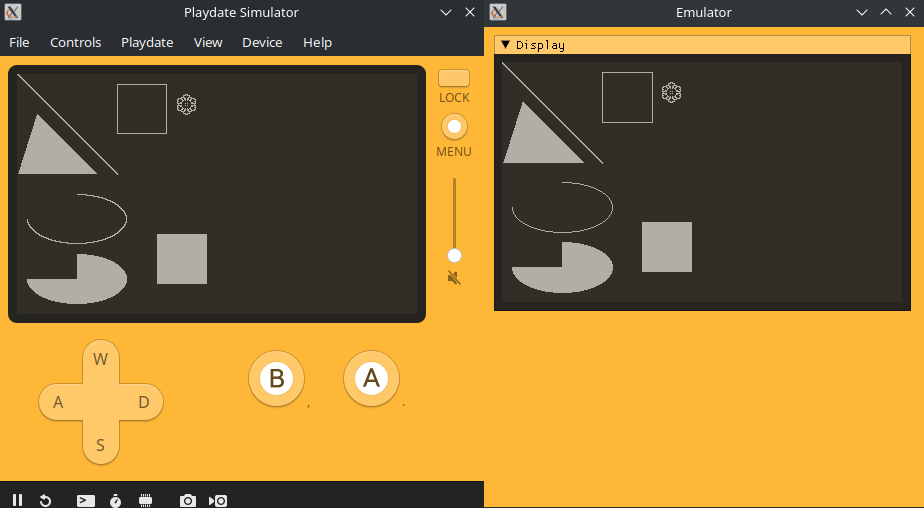 Playdate Simulator
File Controls Playdate View Device Help
LOCK
MENU
W
A D
S
B ,
A .
Emulator
▼ Display